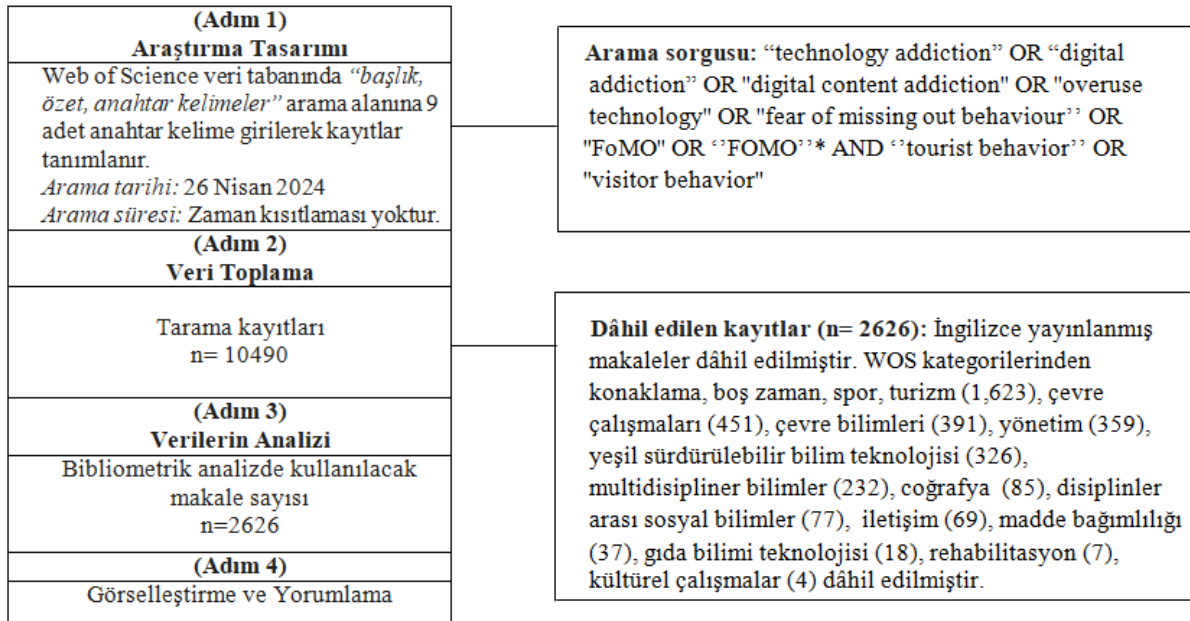 (Adım 1)
Araştırma Tasarımı
Web of Science veri tabanında “başlık,
özet, anahtar kelimeler” arama alanına 9
adet anahtar kelime girilerek kayıtlar
tanımlanır.
Arama tarihi: 26 Nisan 2024
Arama süresi: Zaman kısıtlaması yoktur.
Arama sorgusu: “technology addiction” OR “digital
addiction” OR "digital content addiction" OR "overuse
technology" OR "fear of missing out behaviour’’ OR
"FoMO" OR ‘’FOMO’’* AND ‘’tourist behavior’’ OR
"visitor behavior"
(Adım 2)
Veri Toplama
Tarama kayıtları
n= 10490
Dâhil edilen kayıtlar (n= 2626): İngilizce yayınlanmış
makaleler dâhil edilmiştir. WOS kategorilerinden
konaklama, boş zaman, spor, turizm (1,623), çevre
çalışmaları (451), çevre bilimleri (391), yönetim (359),
yeşil sürdürülebilir bilim teknolojisi (326),
multidisipliner bilimler (232), coğrafya (85), disiplinler
arası sosyal bilimler (77), iletişim (69), madde bağımlılığı
(37), gıda bilimi teknolojisi (18), rehabilitasyon (7),
kültürel çalışmalar (4) dâhil edilmiştir.
(Adım 3)
Verilerin Analizi
Bibliometrik analizde kullanılacak
makale sayısı
n=2626
(Adım 4)
Görselleştirme ve Yorumlama